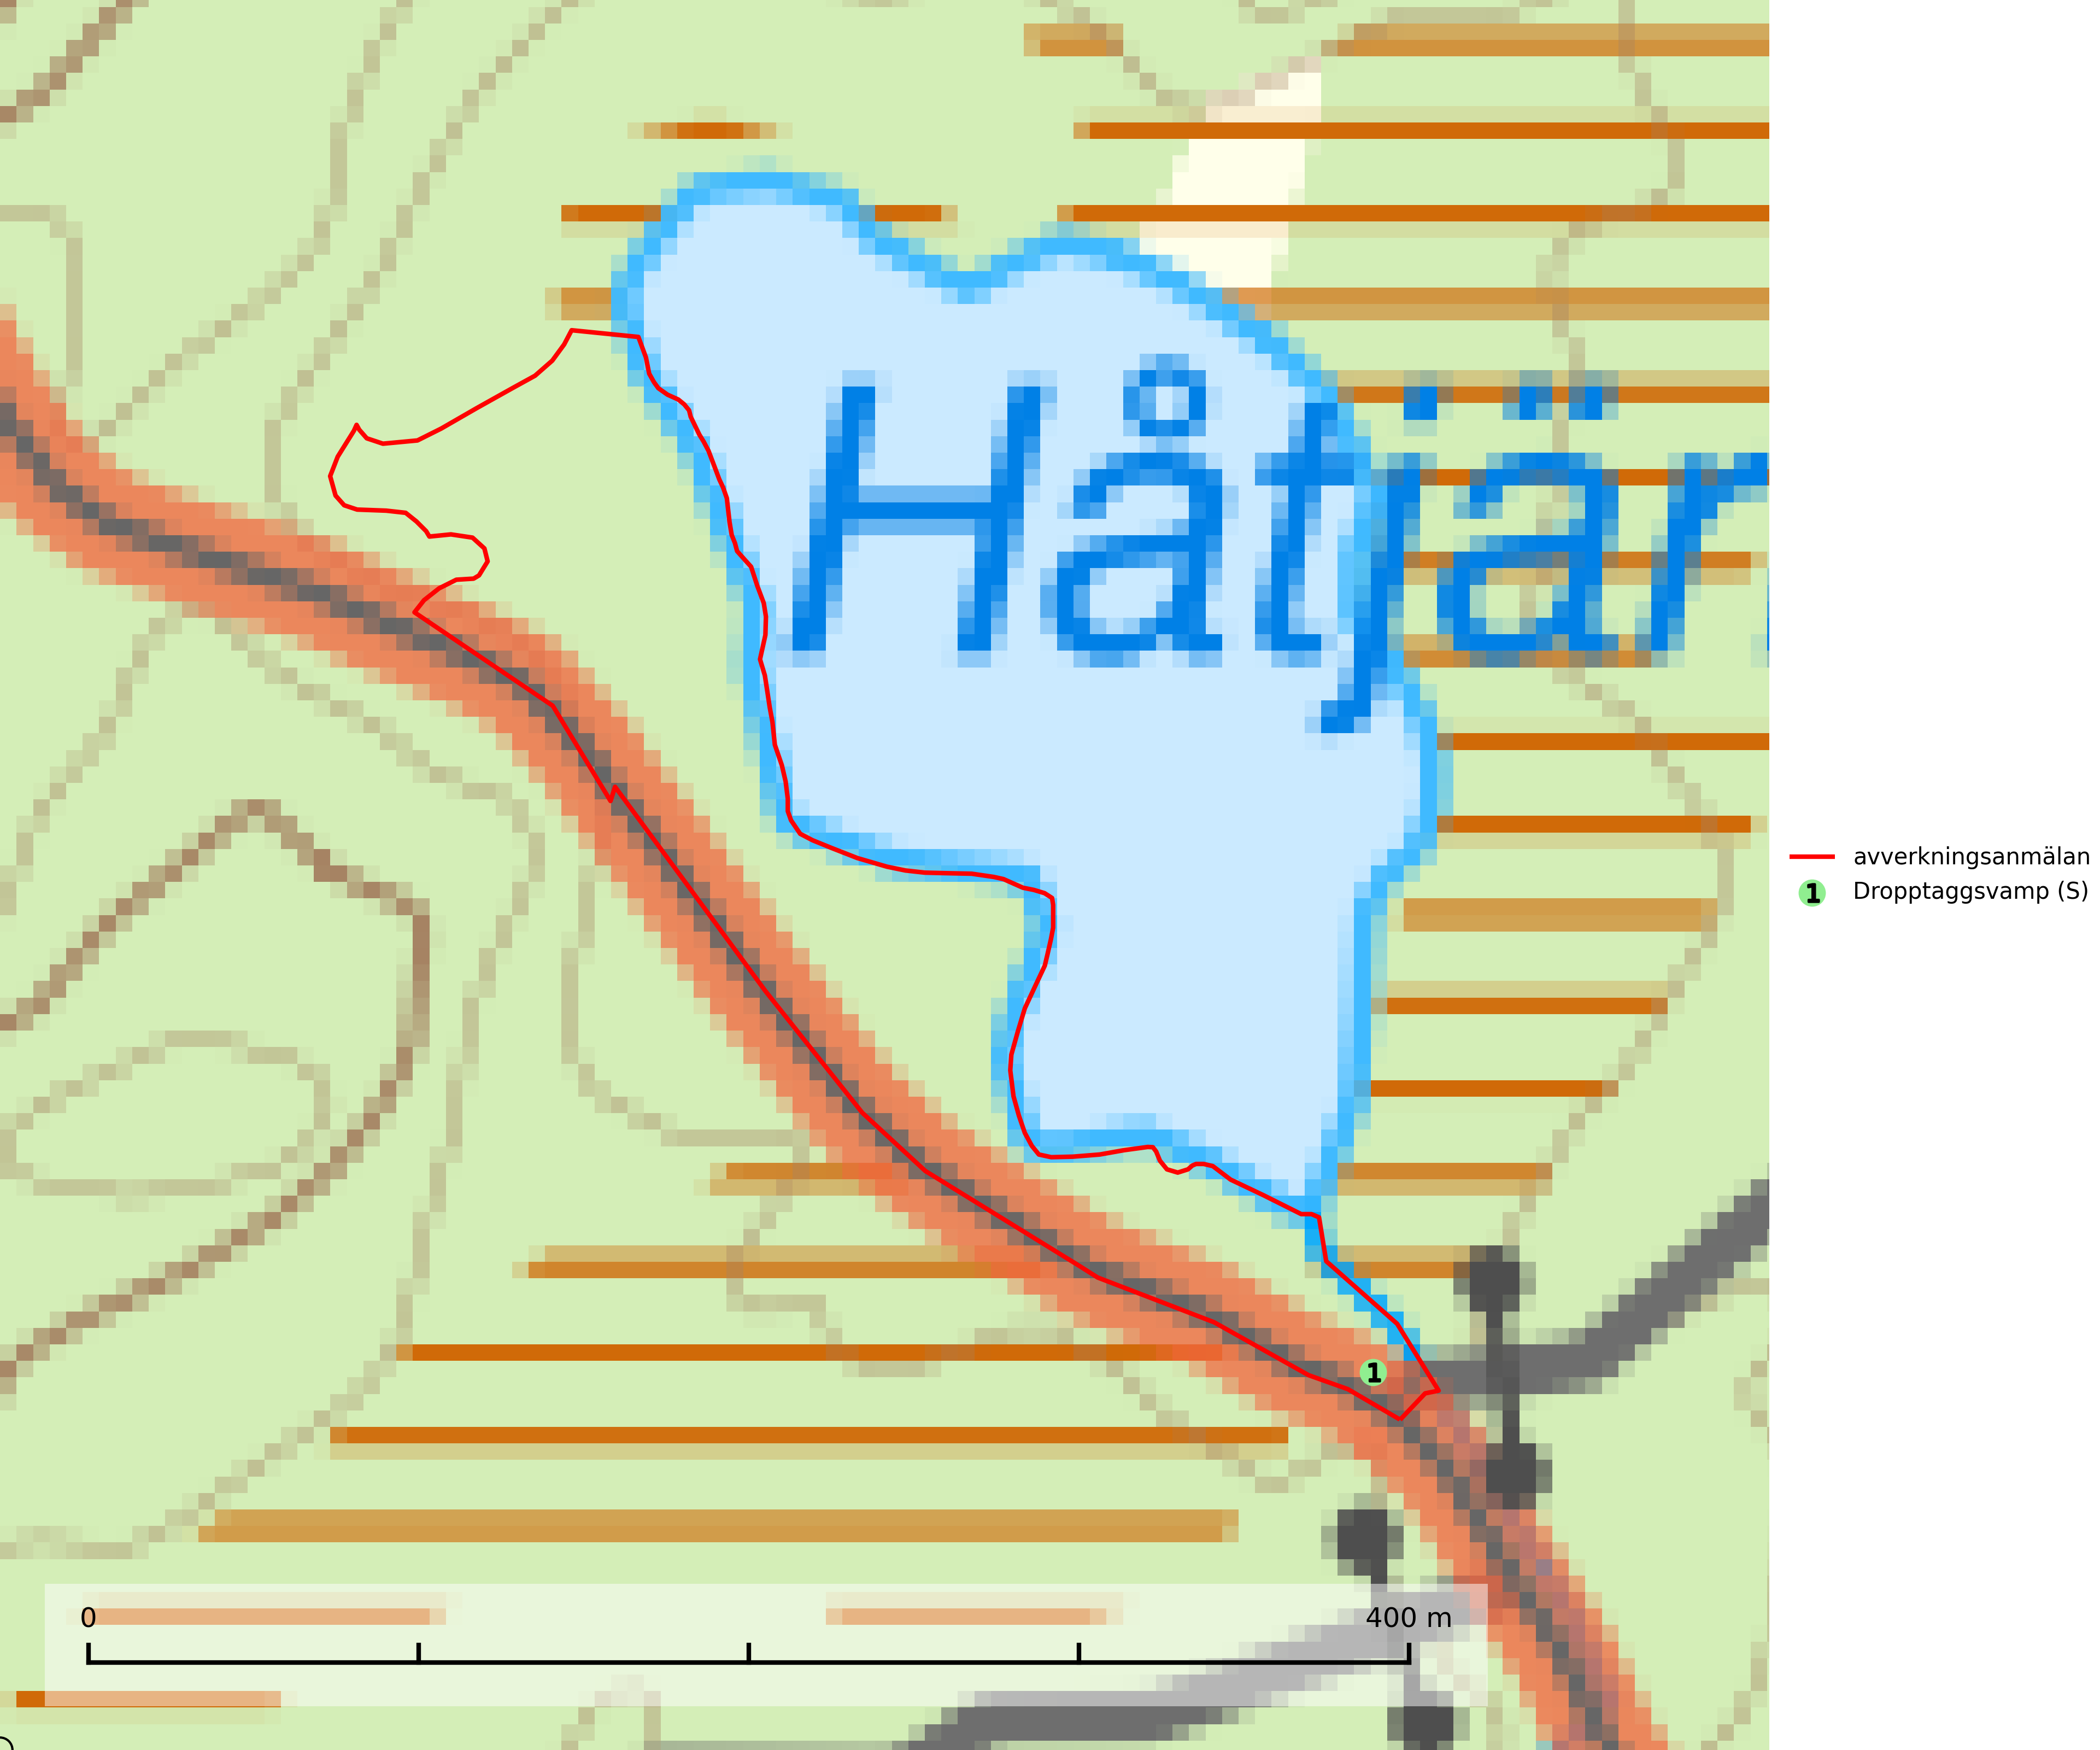 Håtjär
avverkningsanmälan
1 Dropptaggsvamp (S)
1
0 400 m